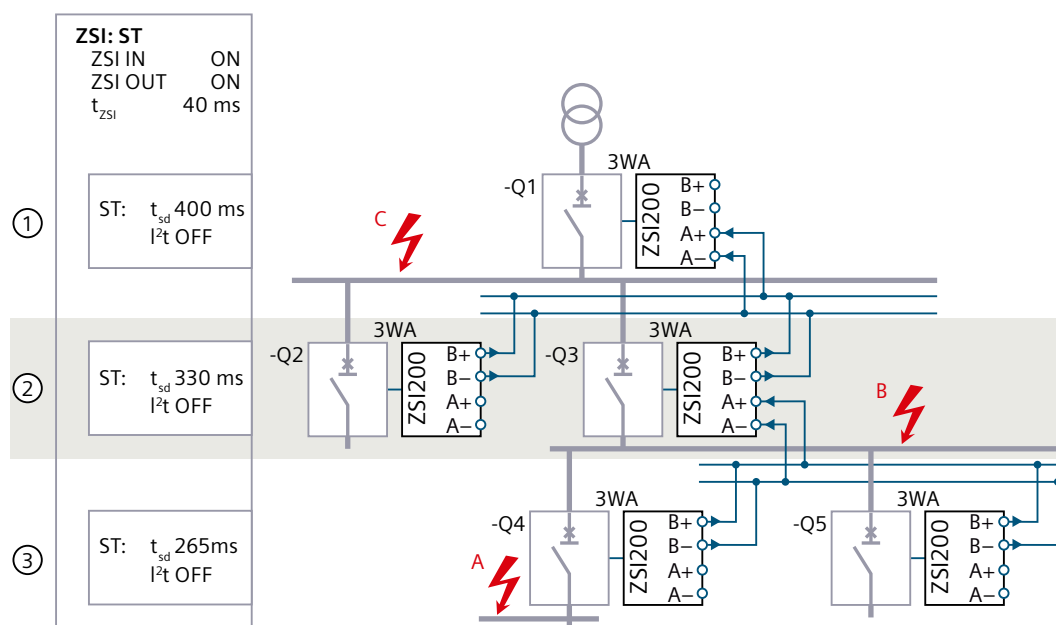 ZSI: ST
ZSI IN ON
ZSI OUT ON
tZSI 40 ms
1
ST: tsd 400 ms
I²t OFF
-Q1
3WA
ZSI200
B+
B−
A+
A−
C
2
ST: tsd 330 ms
I²t OFF
-Q2
3WA
ZSI200
B+
B−
A+
A−
-Q3
3WA
ZSI200
B+
B−
A+
A−
B
3
ST: tsd 265ms
I²t OFF
-Q4
3WA
ZSI200
B+
B−
A+
A−
A
-Q5
3WA
ZSI200
B+
B−
A+
A−